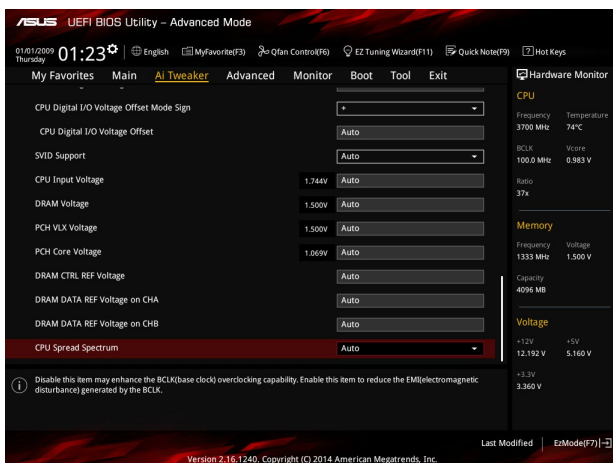 ASUS UEFI BIOS Utility – Advanced Mode
01/01/2009 Thursday 01:23 English MyFavorite(F3) Qfan Control(F6) EZ Tuning Wizard(F11) Quick Note(F9) ? Hot Keys
My Favorites Main Ai Tweaker Advanced Monitor Boot Tool Exit
CPU Digital I/O Voltage Offset Mode Sign +
CPU Digital I/O Voltage Offset Auto
SVID Support Auto
CPU Input Voltage 1.744V Auto
DRAM Voltage 1.500V Auto
PCH VLX Voltage 1.500V Auto
PCH Core Voltage 1.069V Auto
DRAM CTRL REF Voltage Auto
DRAM DATA REF Voltage on CHA Auto
DRAM DATA REF Voltage on CHB Auto
CPU Spread Spectrum Auto
Disable this item may enhance the BCLK(base clock) overclocking capability. Enable this item to reduce the EMI(electromagnetic
disturbance) generated by the BCLK.
Hardware Monitor
CPU
Frequency Temperature
3700 MHz 74°C
BCLK Vcore
100.0 MHz 0.983 V
Ratio
37x
Memory
Frequency Voltage
1333 MHz 1.500 V
Capacity
4096 MB
Voltage
+12V +5V
12.192 V 5.160 V
+3.3V
3.360 V
Last Modified EzMode(F7)
Version 2.16.1240. Copyright (C) 2014 American Megatrends, Inc.